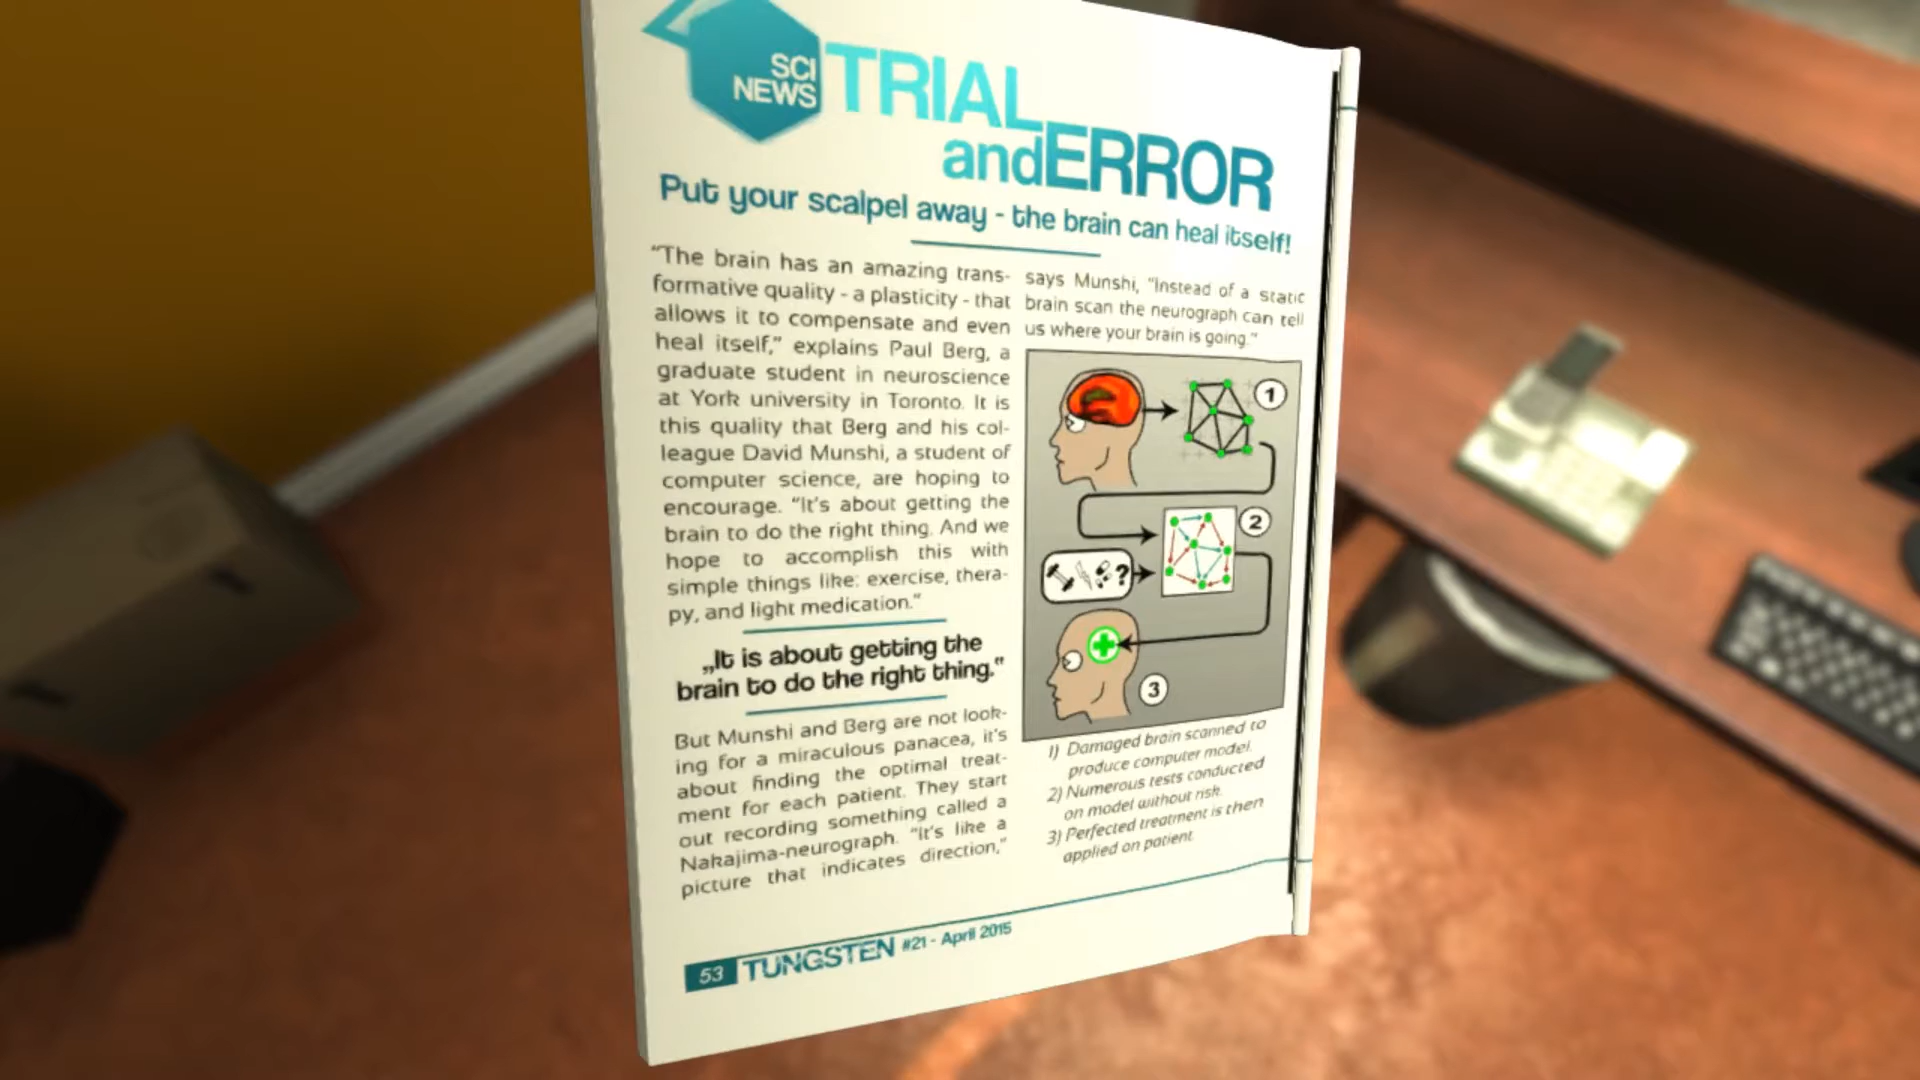 SCI
NEWS
TRIAL
and ERROR
Put your scalpel away - the brain can heal itself!
“The brain has an amazing trans-
formative quality - a plasticity - that
allows it to compensate and even
heal itself,” explains Paul Berg, a
graduate student in neuroscience
at York university in Toronto. It is
this quality that Berg and his col-
league David Munshi, a student of
computer science, are hoping to
encourage. “It's about getting the
brain to do the right thing. And we
hope to accomplish this with
simple things like: exercise, thera-
py, and light medication.”
„It is about getting the
brain to do the right thing.“
But Munshi and Berg are not look-
ing for a miraculous panacea, it's
about finding the optimal treat-
ment for each patient. They start
out recording something called a
Nakajima-neurograph. “It's like a
picture that indicates direction,”
says Munshi, “Instead of a static
brain scan the neurograph can tell
us where your brain is going.”
1
2
?
3
1) Damaged brain scanned to
produce computer model.
2) Numerous tests conducted
on model without risk.
3) Perfected treatment is then
applied on patient.
53 TUNGSTEN #21 - April 2015